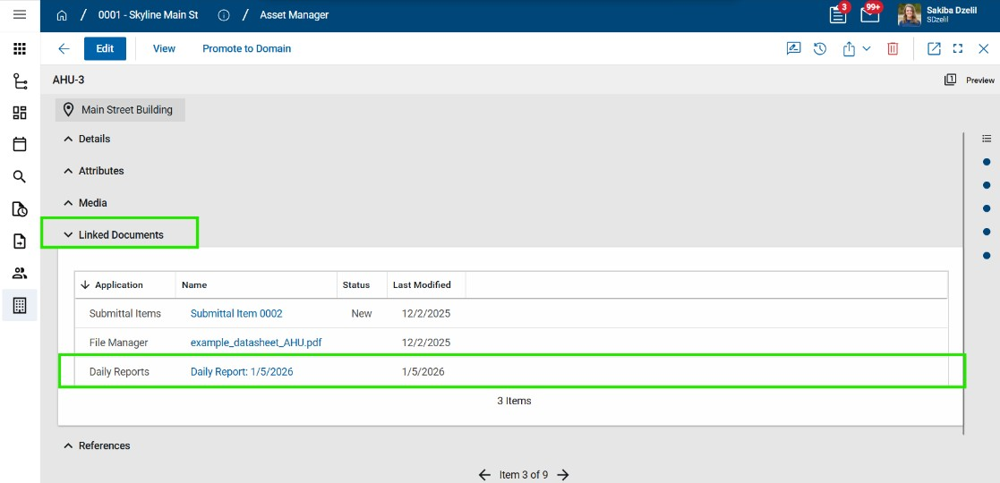 / 0001 - Skyline Main St / Asset Manager 3 99+ Sakiba Dzelil
SDzelil
Edit View Promote to Domain
AHU-3 1 Preview
Main Street Building
Details
Attributes
Media
Linked Documents
Application Name Status Last Modified
Submittal Items Submittal Item 0002 New 12/2/2025
File Manager example_datasheet_AHU.pdf 12/2/2025
Daily Reports Daily Report: 1/5/2026 1/5/2026
3 Items
References
Item 3 of 9